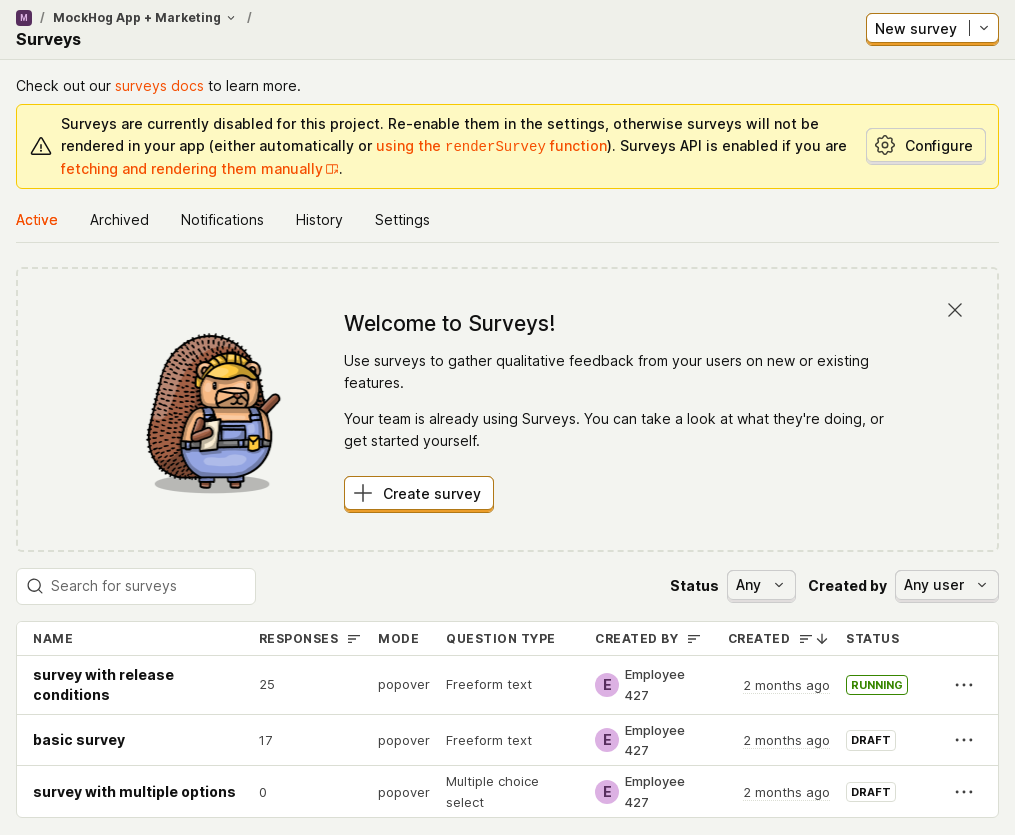 M / MockHog App + Marketing /
Surveys
New survey
Check out our surveys docs to learn more.
Surveys are currently disabled for this project. Re-enable them in the settings, otherwise surveys will not be
rendered in your app (either automatically or using the renderSurvey function). Surveys API is enabled if you are
fetching and rendering them manually.
Configure
Active Archived Notifications History Settings
Welcome to Surveys!
Use surveys to gather qualitative feedback from your users on new or existing
features.
Your team is already using Surveys. You can take a look at what they're doing, or
get started yourself.
Create survey
Search for surveys
Status Any Created by Any user
NAME RESPONSES MODE QUESTION TYPE CREATED BY CREATED STATUS
survey with release
conditions
25 popover Freeform text E Employee
427
2 months ago RUNNING
basic survey 17 popover Freeform text E Employee
427
2 months ago DRAFT
survey with multiple options 0 popover Multiple choice
select
E Employee
427
2 months ago DRAFT